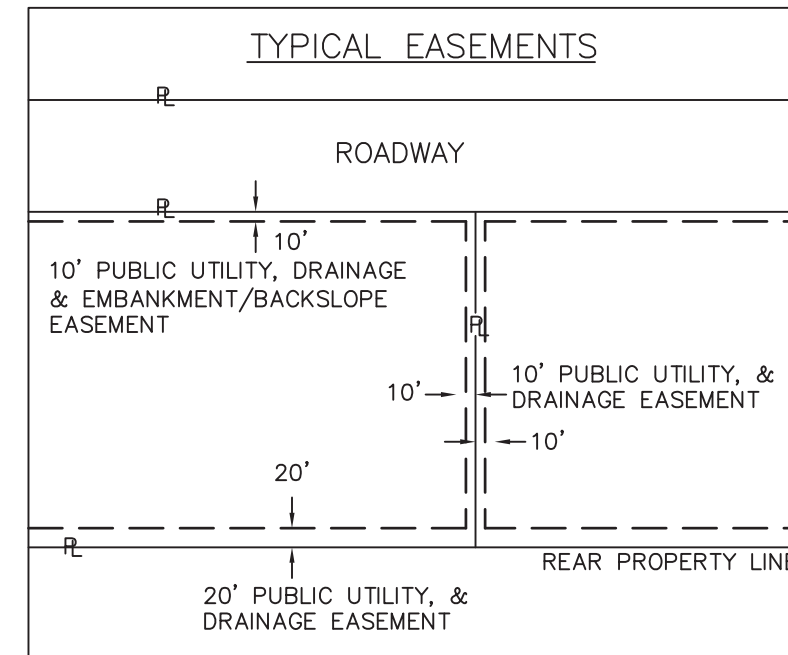 TYPICAL EASEMENTS
PL
ROADWAY
PL
10'
10' PUBLIC UTILITY, DRAINAGE
& EMBANKMENT/BACKSLOPE
EASEMENT
PL
10'
10' PUBLIC UTILITY, &
DRAINAGE EASEMENT
10'
20'
PL
REAR PROPERTY LINE
20' PUBLIC UTILITY, &
DRAINAGE EASEMENT